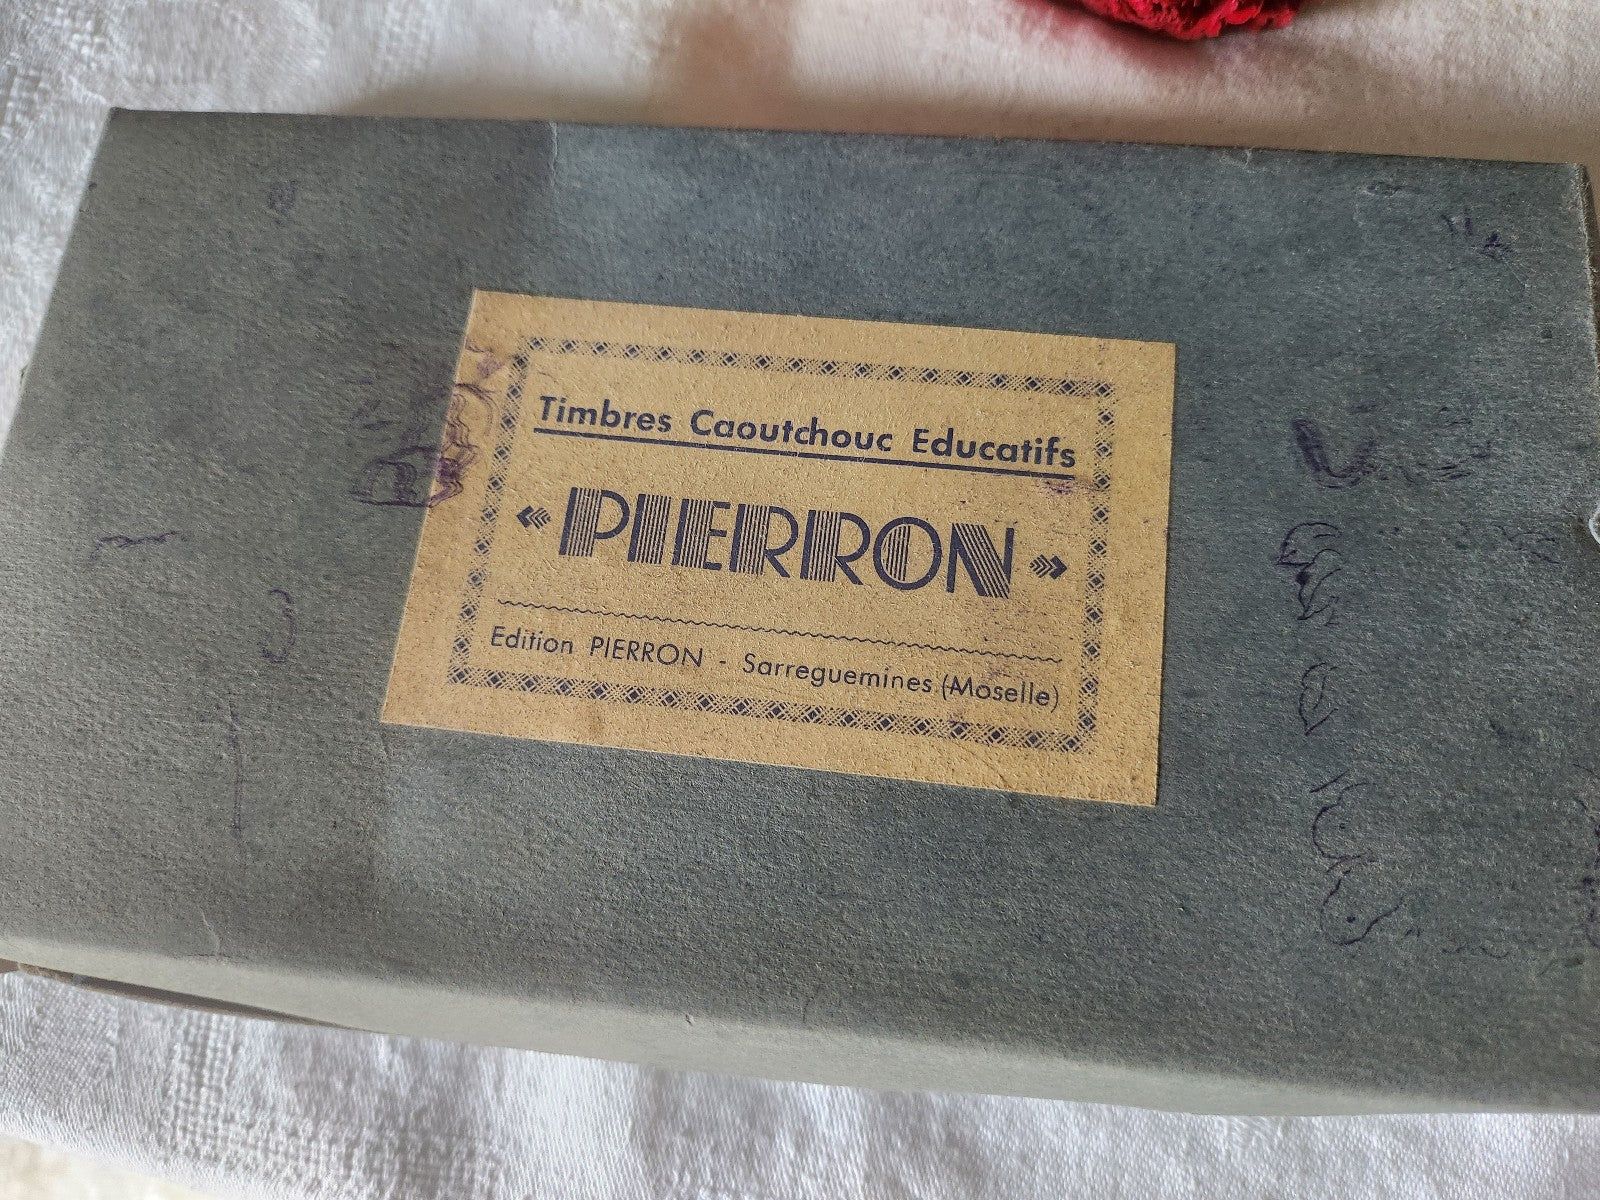 Timbres Caoutchouc Educatifs
« PIERRON »
Edition PIERRON - Sarreguemines (Moselle)